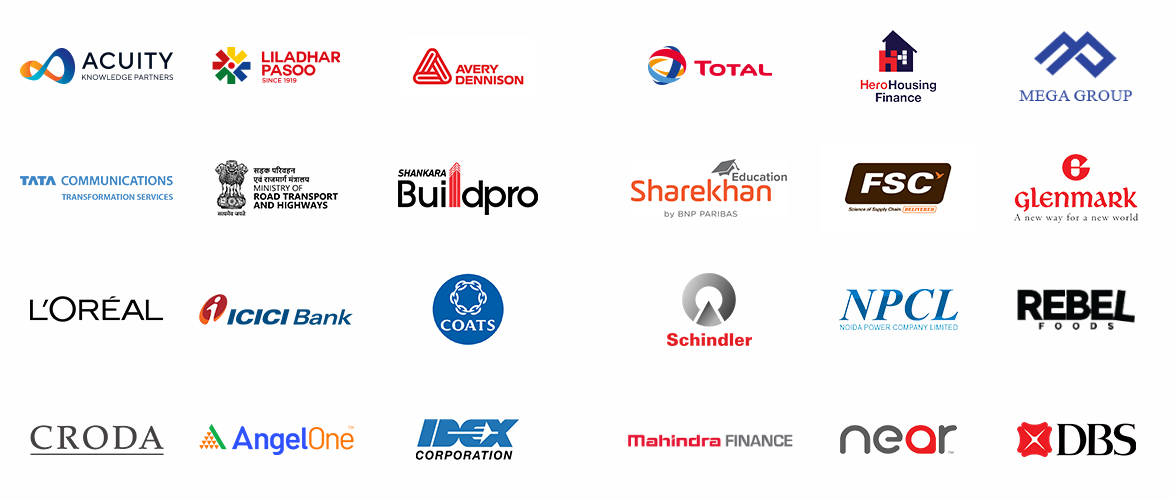 ACUITY
KNOWLEDGE PARTNERS
LILADHAR
PASOO
SINCE 1919
AVERY
DENNISON
TOTAL
HeroHousing
Finance
MEGA GROUP
TATA COMMUNICATIONS
TRANSFORMATION SERVICES
सड़क परिवहन
एवं राजमार्ग मंत्रालय
MINISTRY OF
ROAD TRANSPORT
AND HIGHWAYS
सत्यमेव जयते
SHANKARA
Buildpro
Education
Sharekhan
by BNP PARIBAS
FSC
Science of Supply Chain. DELIVERED
GLENMARK
A new way for a new world
L'ORÉAL
ICICI Bank
COATS
Schindler
NPCL
NOIDA POWER COMPANY LIMITED
REBEL
FOODS
CRODA
AngelOne
TM
IDEX
CORPORATION
Mahindra FINANCE
near
TM
DBS